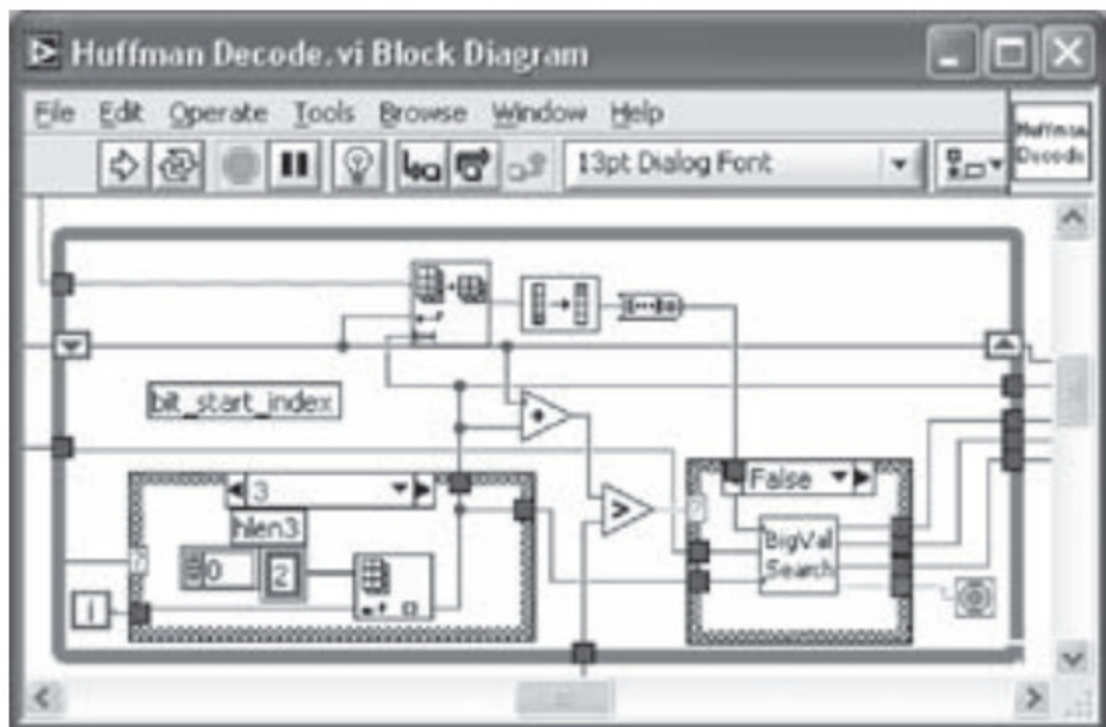 Huffman Decode.vi Block Diagram
File Edit Operate Tools Browse Window Help
Huffman
Decode
13pt Dialog Font
bit_start_index
3
hlen3
0
2
i
+
>
False
?
?
BigVal
Search